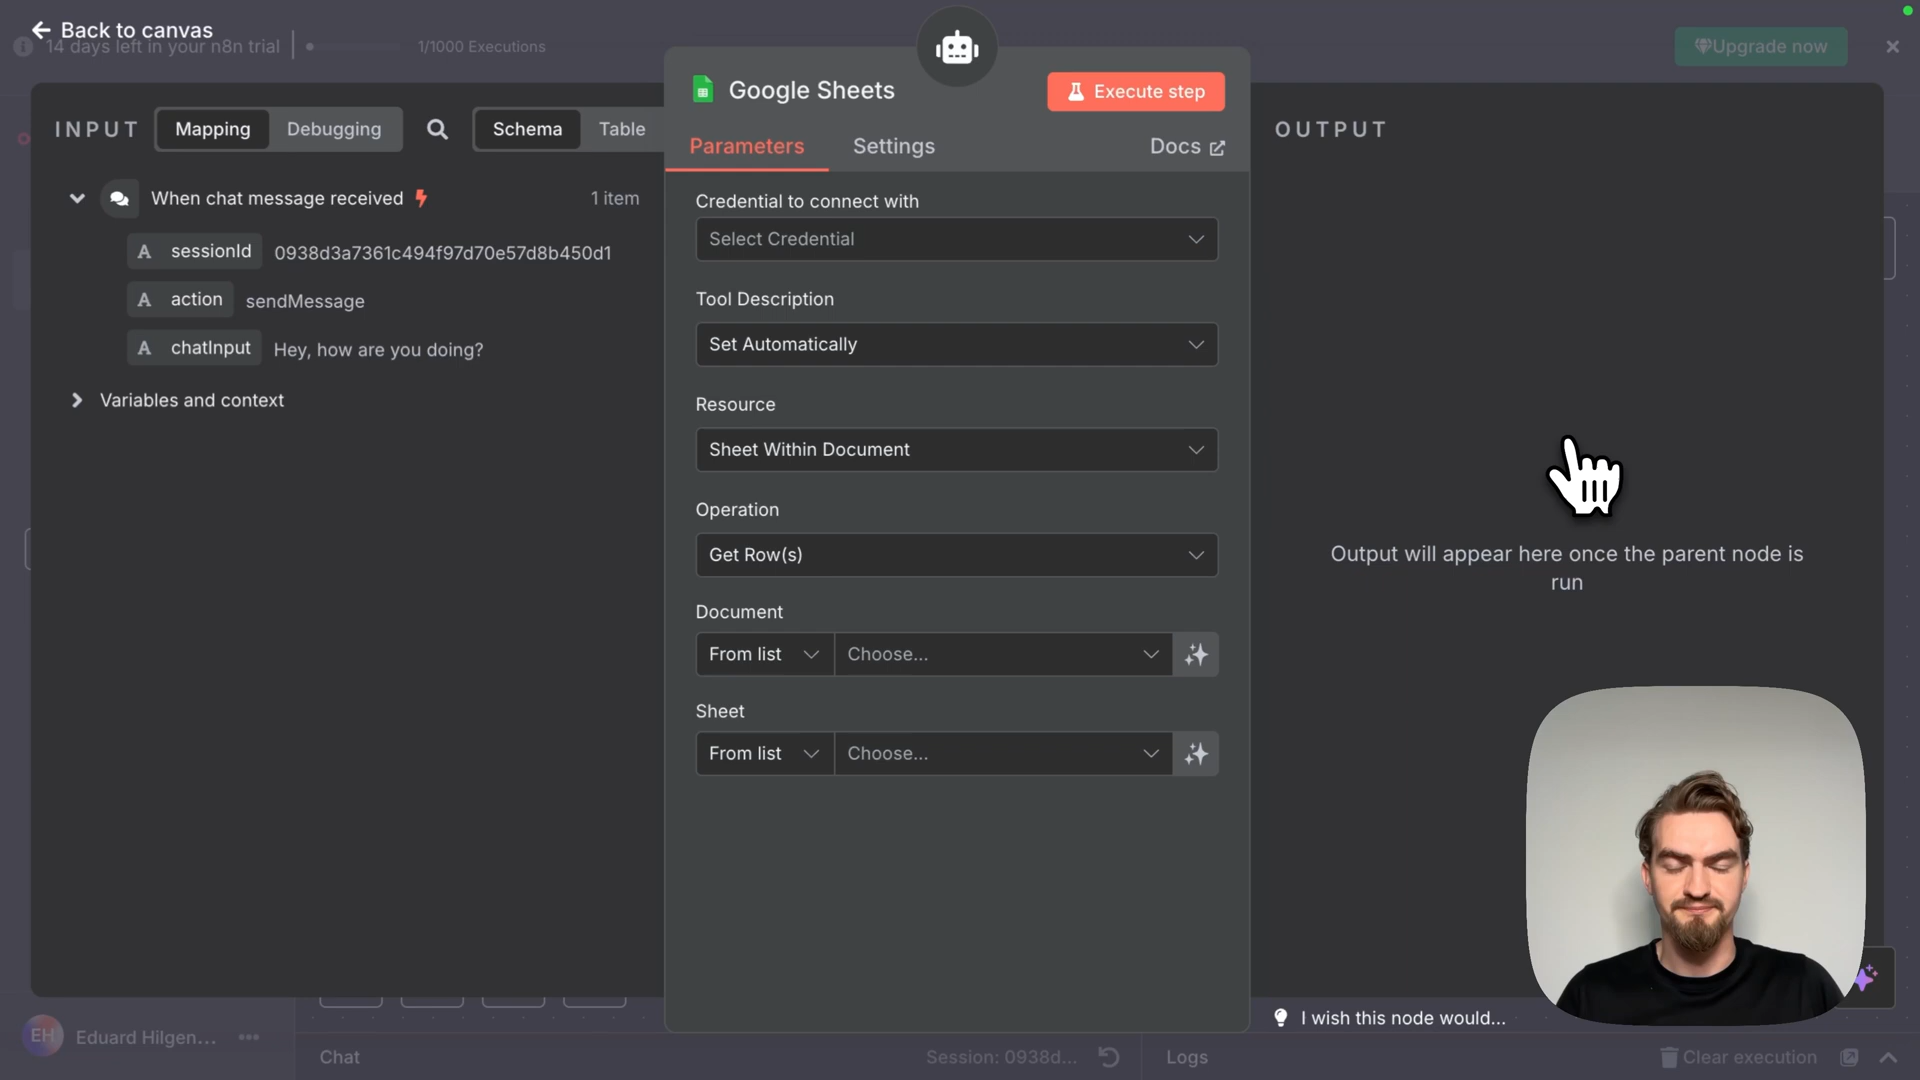 Back to canvas
14 days left in your n8n trial
1/1000 Executions
Upgrade now
INPUT
Mapping
Debugging
Schema
Table
When chat message received
1 item
A sessionId 0938d3a7361c494f97d70e57d8b450d1
A action sendMessage
A chatInput Hey, how are you doing?
Variables and context
Google Sheets
Execute step
Parameters
Settings
Docs
Credential to connect with
Select Credential
Tool Description
Set Automatically
Resource
Sheet Within Document
Operation
Get Row(s)
Document
From list
Choose...
Sheet
From list
Choose...
OUTPUT
Output will appear here once the parent node is
run
I wish this node would...
EH
Eduard Hilgen...
Chat
Session: 0938d...
Logs
Clear execution